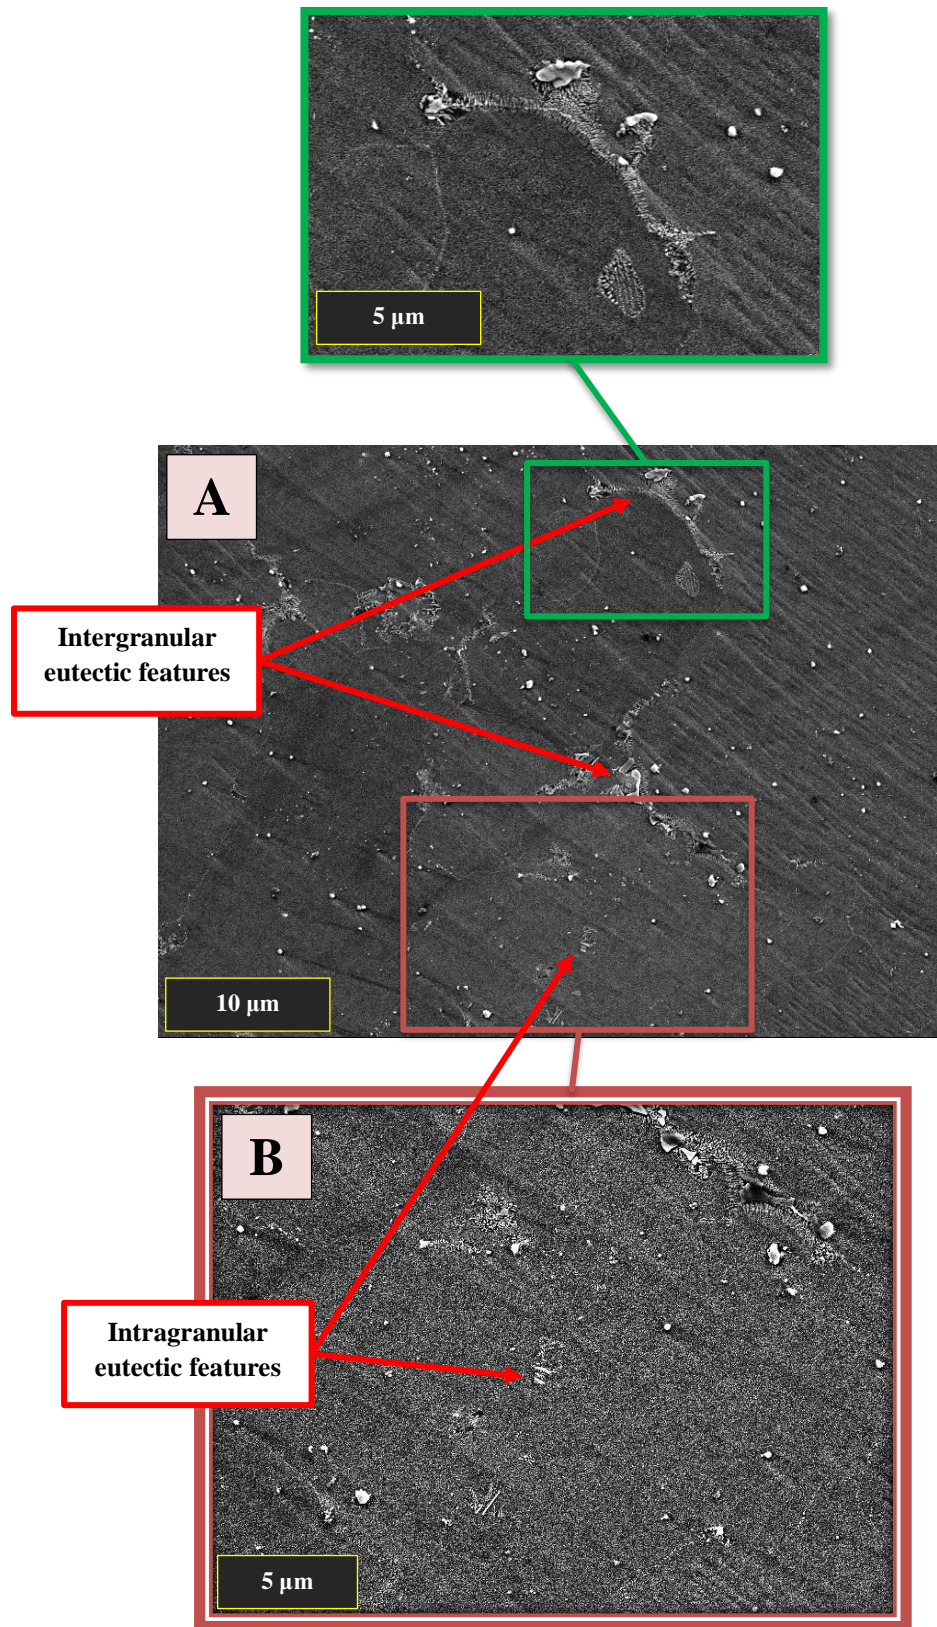 5 µm
A
Intergranular
eutectic features
10 µm
B
Intragranular
eutectic features
5 µm